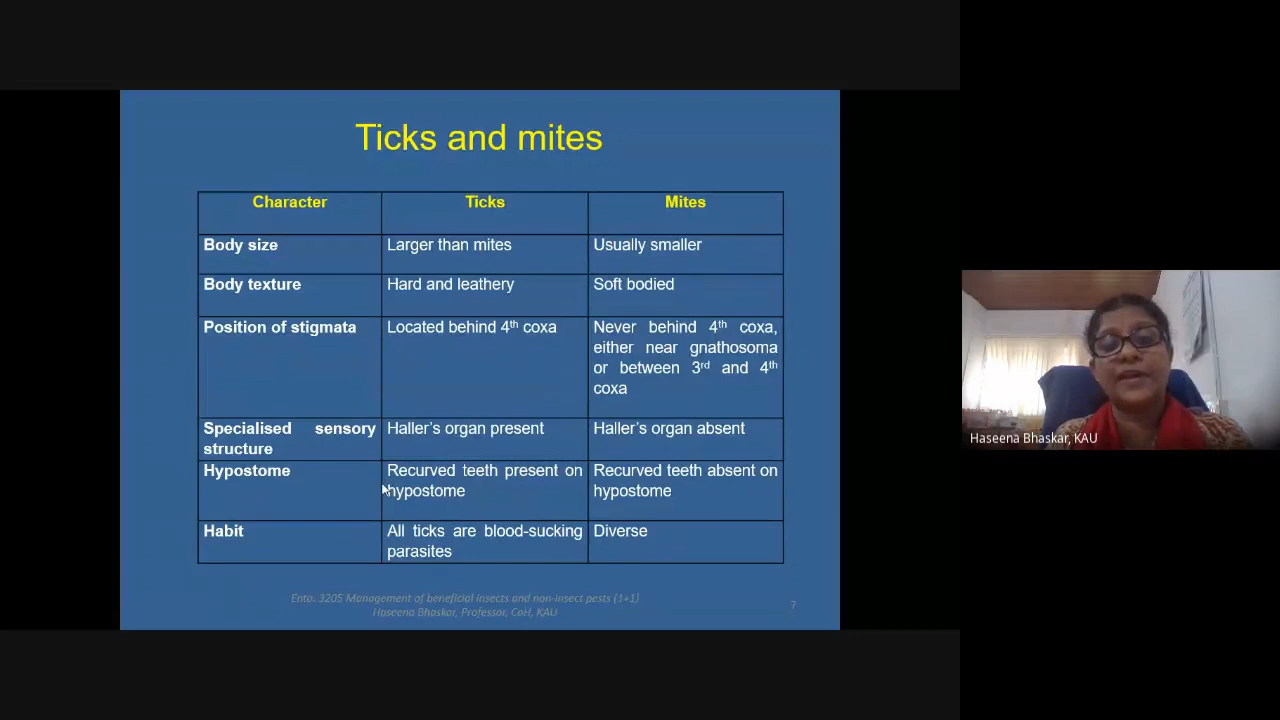 Ticks and mites
Character
Ticks
Mites
Body size
Larger than mites
Usually smaller
Body texture
Hard and leathery
Soft bodied
Position of stigmata
Located behind 4th coxa
Never behind 4th coxa,
either near gnathosoma
or between 3rd and 4th
coxa
Specialised sensory
structure
Haller's organ present
Haller's organ absent
Hypostome
Recurved teeth present on
hypostome
Recurved teeth absent on
hypostome
Habit
All ticks are blood-sucking
parasites
Diverse
Ento. 3205 Management of beneficial insects and non-insect pests (1+1)
Haseena Bhaskar, Professor, CoH, KAU
7
Haseena Bhaskar, KAU